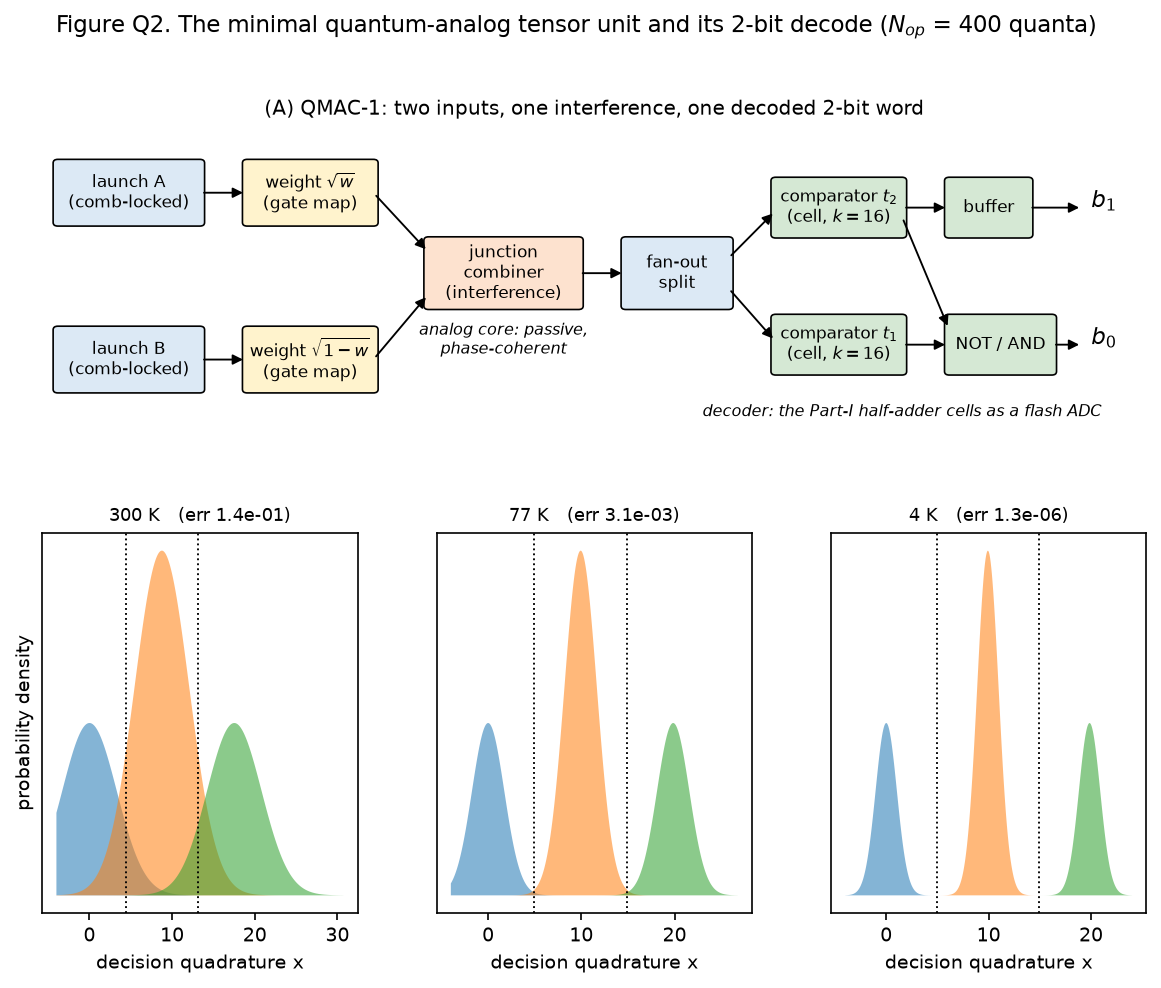 Figure Q2. The minimal quantum-analog tensor unit and its 2-bit decode (N_op = 400 quanta)
(A) QMAC-1: two inputs, one interference, one decoded 2-bit word
launch A
(comb-locked)
weight √w
(gate map)
launch B
(comb-locked)
weight √1 − w
(gate map)
junction
combiner
(interference)
analog core: passive,
phase-coherent
fan-out
split
comparator t₂
(cell, k = 16)
buffer
b₁
comparator t₁
(cell, k = 16)
NOT / AND
b₀
decoder: the Part-I half-adder cells as a flash ADC
300 K (err 1.4e-01)
probability density
0 10 20 30
decision quadrature x
77 K (err 3.1e-03)
0 10 20
decision quadrature x
4 K (err 1.3e-06)
0 10 20
decision quadrature x